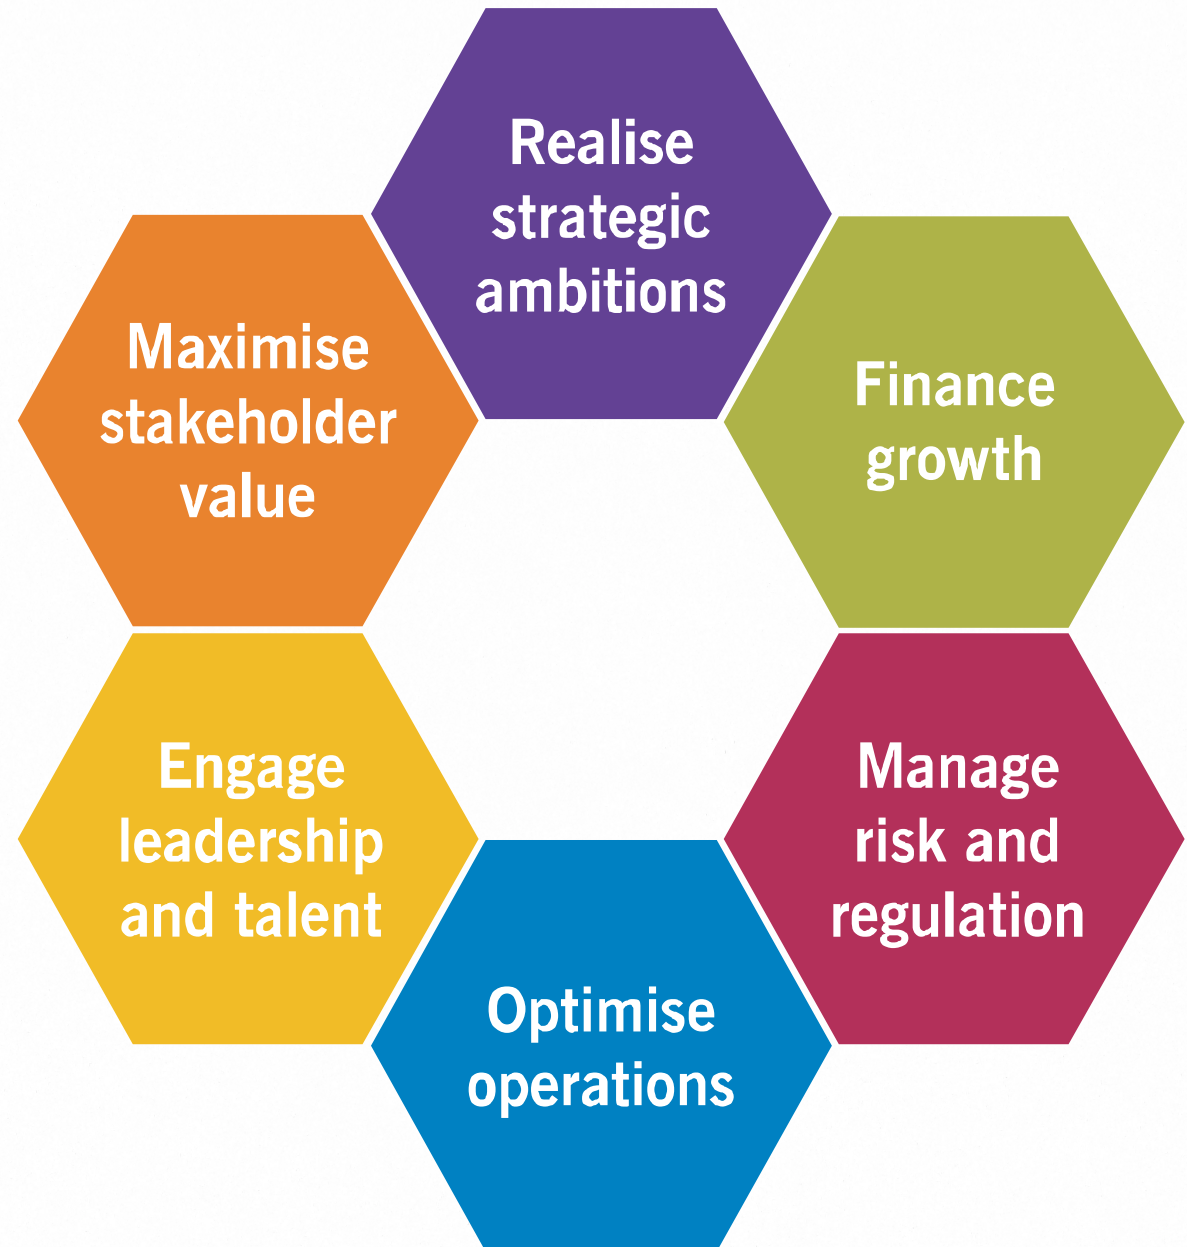 Realise
strategic
ambitions
Finance
growth
Manage
risk and
regulation
Optimise
operations
Engage
leadership
and talent
Maximise
stakeholder
value